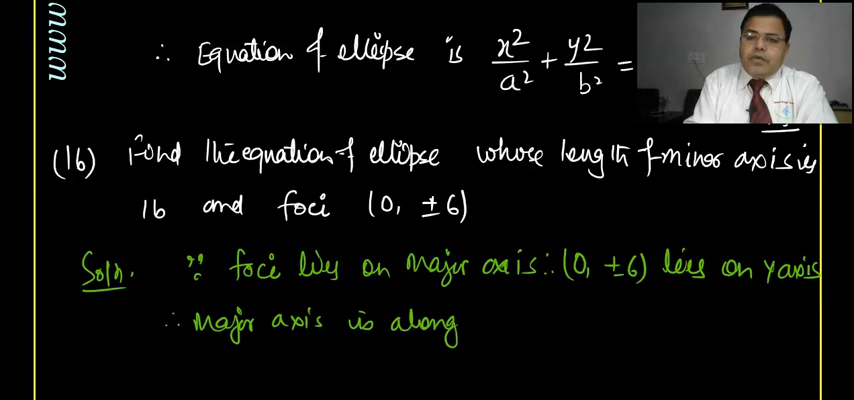 www
∴ Equation of ellipse is x²/a² + y²/b² =
(16) Find the equation of ellipse whose length of minor axis is
16 and foci (0, ±6)
Soln. ∵ foci lies on major axis ∴ (0, ±6) lies on y axis
∴ major axis is along